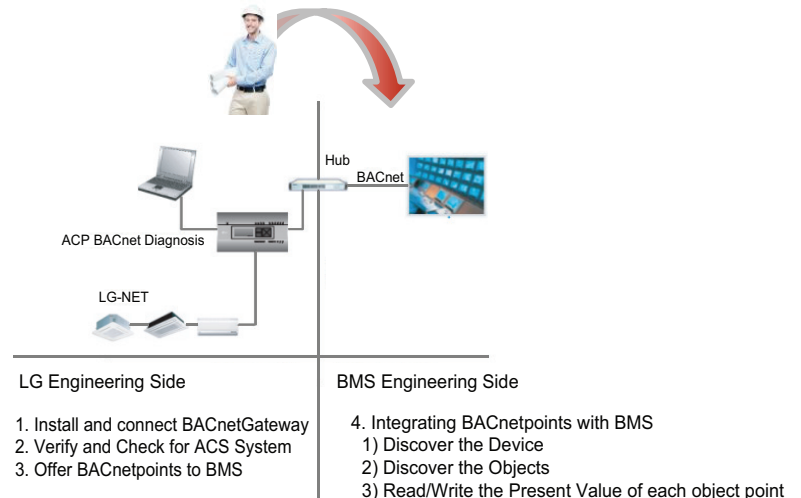 Hub
BACnet
ACP BACnet Diagnosis
LG-NET
LG Engineering Side
1. Install and connect BACnetGateway
2. Verify and Check for ACS System
3. Offer BACnetpoints to BMS
BMS Engineering Side
4. Integrating BACnetpoints with BMS
1) Discover the Device
2) Discover the Objects
3) Read/Write the Present Value of each object point